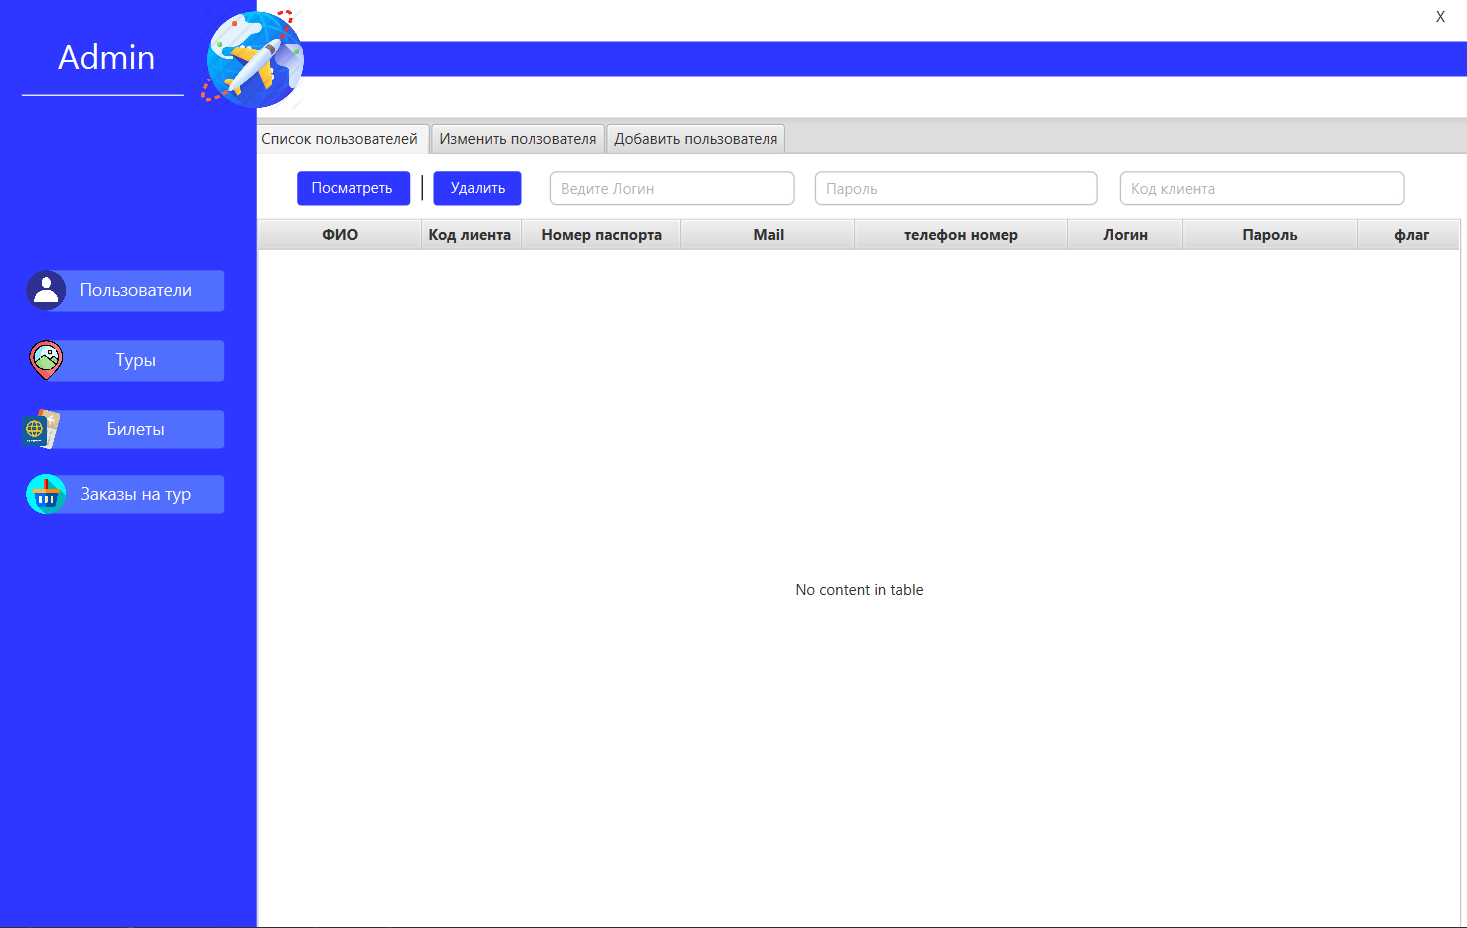 X
Admin
Список пользователей Изменить ползователя Добавить пользователя
Посматреть | Удалить Ведите Логин Пароль Код клиента
ФИО Код лиента Номер паспорта Mail телефон номер Логин Пароль флаг
Пользователи
Туры
Билеты
Заказы на тур
No content in table